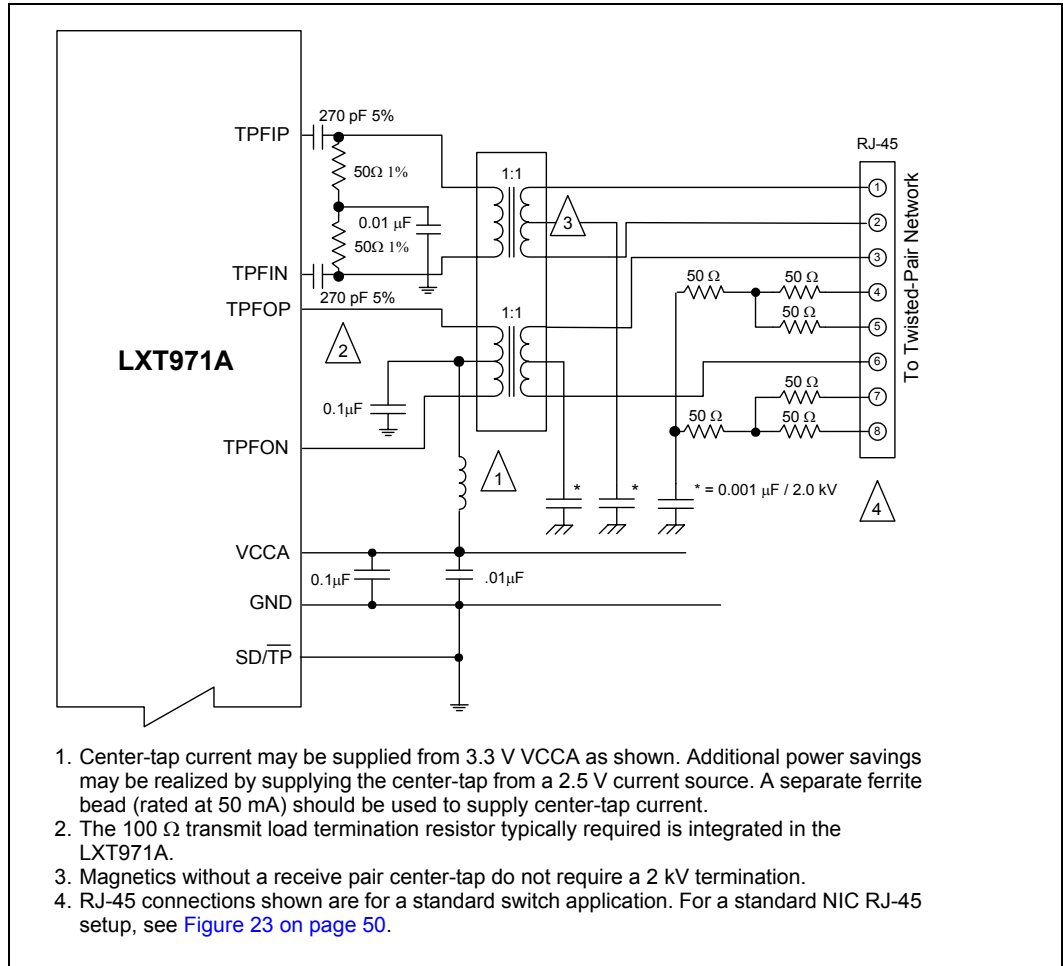 270 pF 5%
TPFIP
RJ-45
1:1
50Ω 1%
1
3
0.01 µF
2
50Ω 1%
3
TPFIN
50 Ω
50 Ω
4
270 pF 5%
TPFOP
50 Ω
5
1:1
To Twisted-Pair Network
2
6
LXT971A
50 Ω
7
0.1µF
50 Ω
50 Ω
8
TPFON
1
*
*
* = 0.001 µF / 2.0 kV
4
VCCA
0.1µF
.01µF
GND
SD/T̅P̅
1. Center-tap current may be supplied from 3.3 V VCCA as shown. Additional power savings
may be realized by supplying the center-tap from a 2.5 V current source. A separate ferrite
bead (rated at 50 mA) should be used to supply center-tap current.
2. The 100 Ω transmit load termination resistor typically required is integrated in the
LXT971A.
3. Magnetics without a receive pair center-tap do not require a 2 kV termination.
4. RJ-45 connections shown are for a standard switch application. For a standard NIC RJ-45
setup, see Figure 23 on page 50.